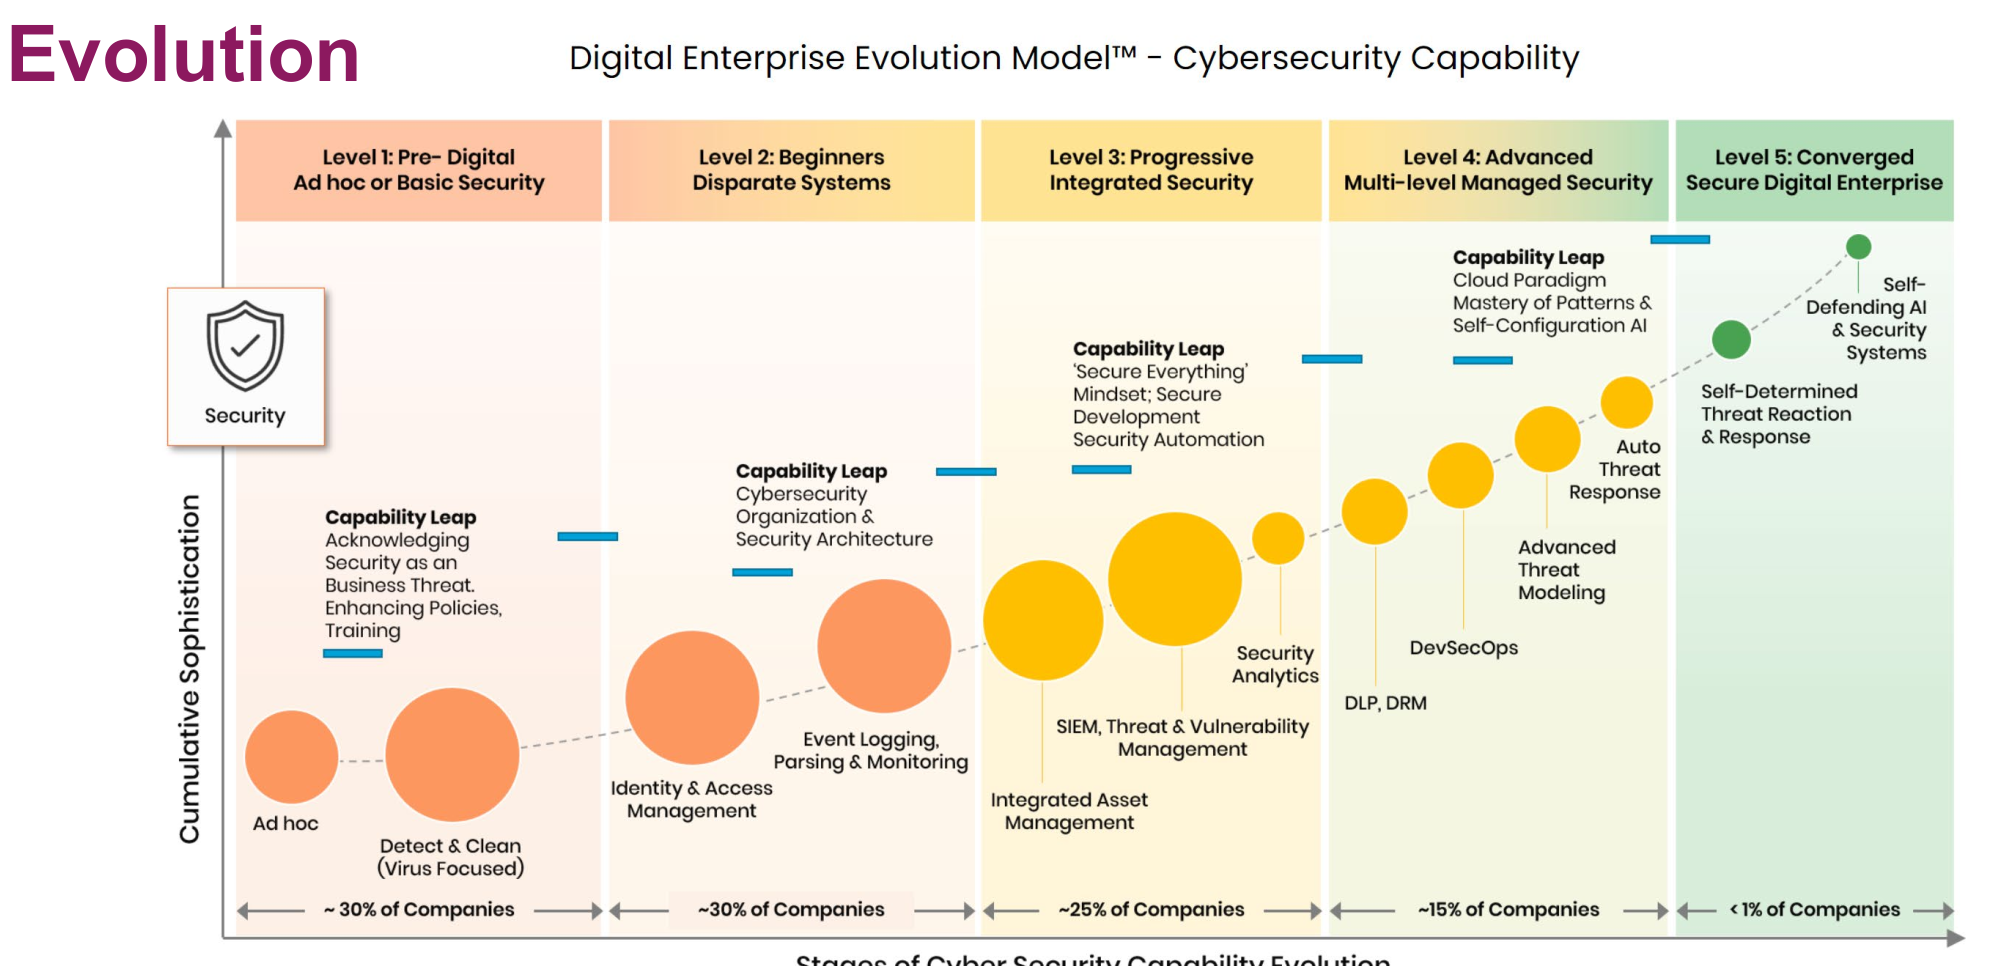 Evolution
Digital Enterprise Evolution Model™ - Cybersecurity Capability
Level 1: Pre- Digital
Ad hoc or Basic Security
Level 2: Beginners
Disparate Systems
Level 3: Progressive
Integrated Security
Level 4: Advanced
Multi-level Managed Security
Level 5: Converged
Secure Digital Enterprise
Security
Cumulative Sophistication
Capability Leap
Acknowledging
Security as an
Business Threat.
Enhancing Policies,
Training
Ad hoc
Detect & Clean
(Virus Focused)
~ 30% of Companies
Capability Leap
Cybersecurity
Organization &
Security Architecture
Identity & Access
Management
Event Logging,
Parsing & Monitoring
~30% of Companies
Capability Leap
'Secure Everything'
Mindset; Secure
Development
Security Automation
Integrated Asset
Management
SIEM, Threat & Vulnerability
Management
Security
Analytics
~25% of Companies
Capability Leap
Cloud Paradigm
Mastery of Patterns &
Self-Configuration AI
DLP, DRM
DevSecOps
Advanced
Threat
Modeling
Auto
Threat
Response
~15% of Companies
Self-Determined
Threat Reaction
& Response
Self-
Defending AI
& Security
Systems
< 1% of Companies
Stages of Cyber Security Capability Evolution